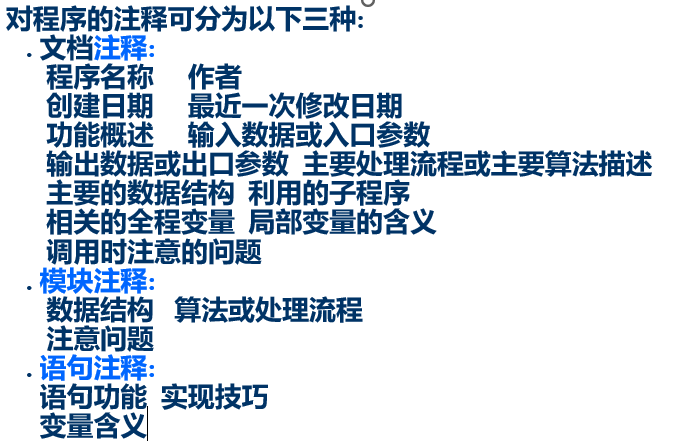 对程序的注释可分为以下三种:
. 文档注释:
程序名称 作者
创建日期 最近一次修改日期
功能概述 输入数据或入口参数
输出数据或出口参数 主要处理流程或主要算法描述
主要的数据结构 利用的子程序
相关的全程变量 局部变量的含义
调用时注意的问题
. 模块注释:
数据结构 算法或处理流程
注意问题
. 语句注释:
语句功能 实现技巧
变量含义